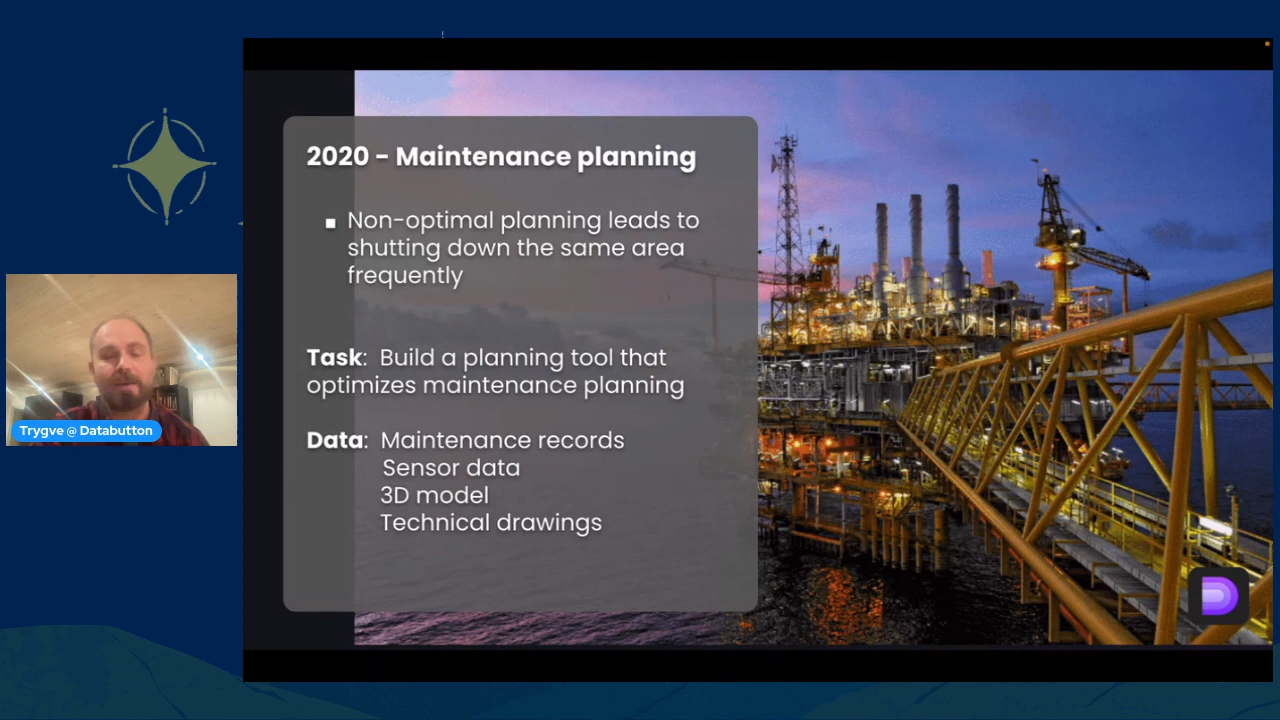 2020 - Maintenance planning
▪ Non-optimal planning leads to
shutting down the same area
frequently
Task: Build a planning tool that
optimizes maintenance planning
Data: Maintenance records
Sensor data
3D model
Technical drawings
Trygve @ Databutton